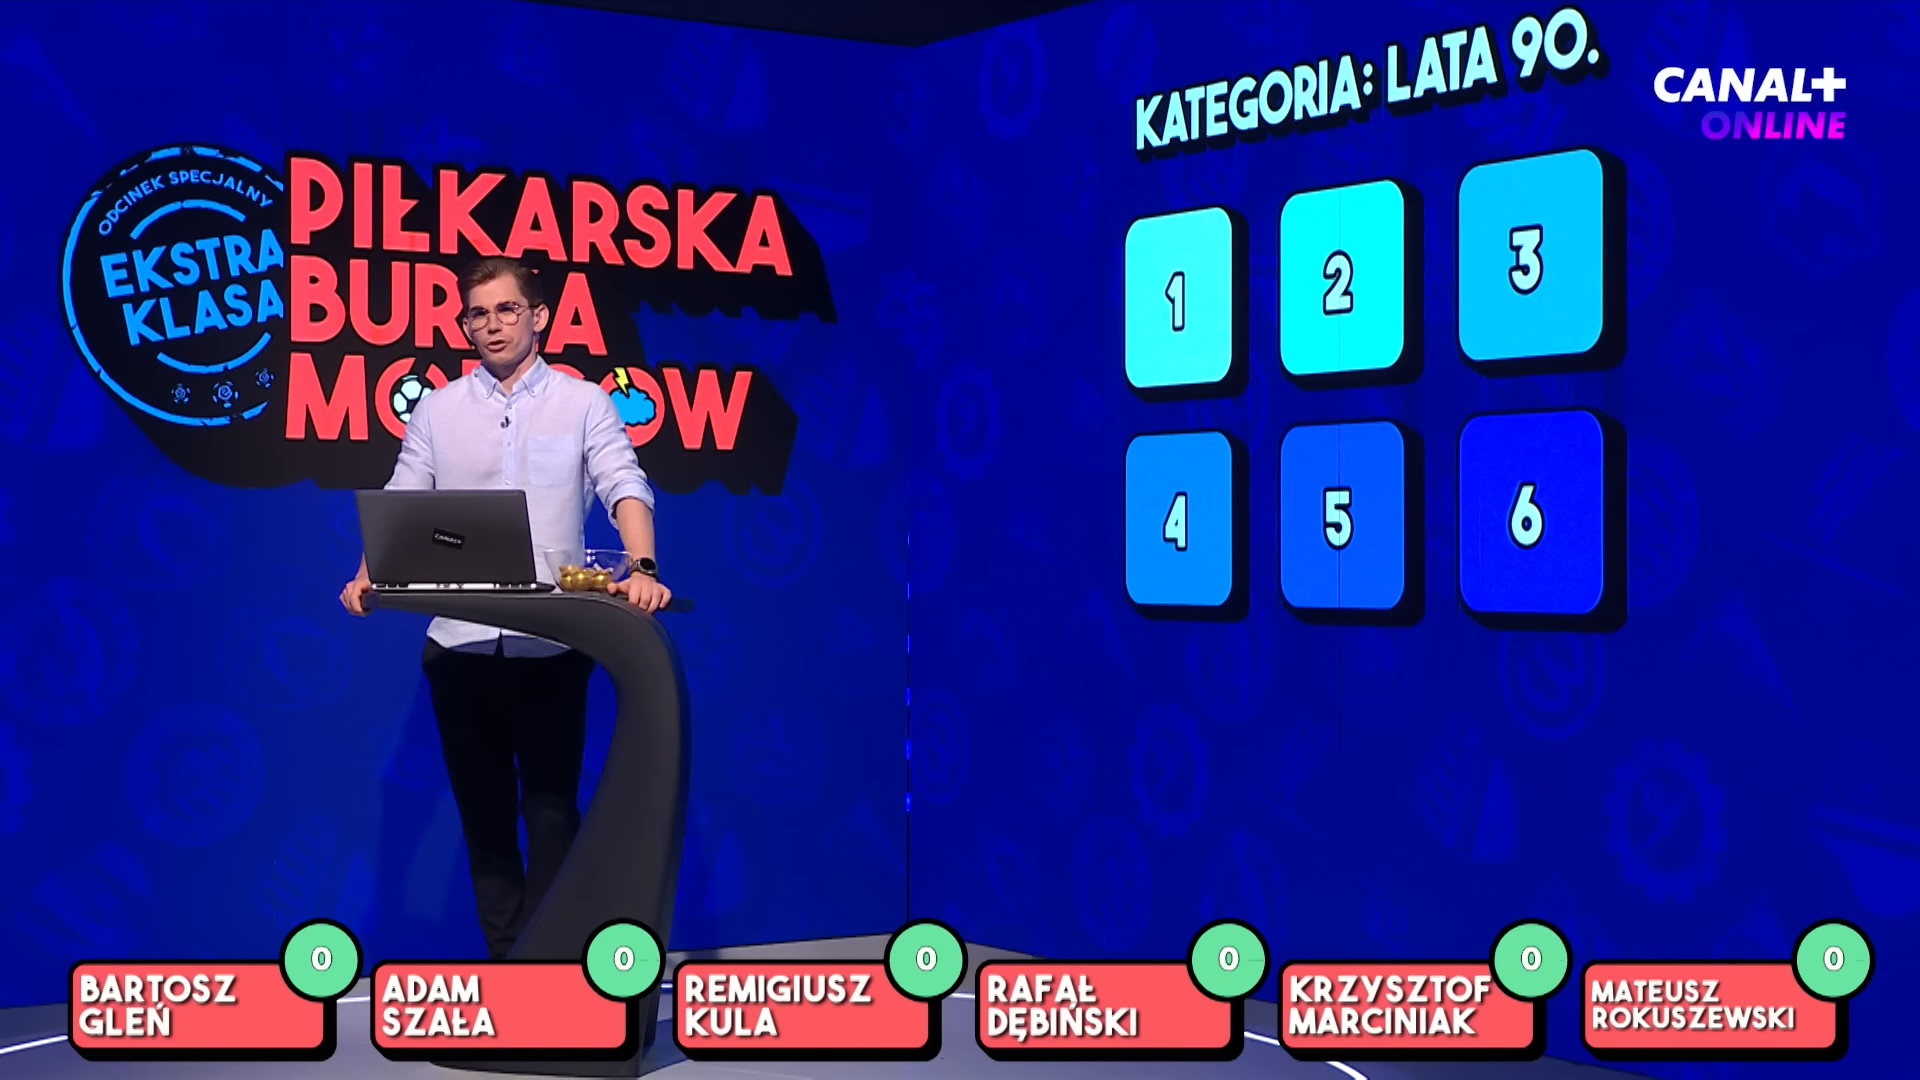 KATEGORIA: LATA 90.
CANAL+
ONLINE
ODCINEK SPECJALNY
EKSTRA
KLASA
PIŁKARSKA
1
2
3
4
5
6
CANAL+
BARTOSZ
GLEŃ
0
ADAM
SZAŁA
0
REMIGIUSZ
KULA
0
RAFAŁ
DĘBIŃSKI
0
KRZYSZTOF
MARCINIAK
0
MATEUSZ
ROKUSZEWSKI
0